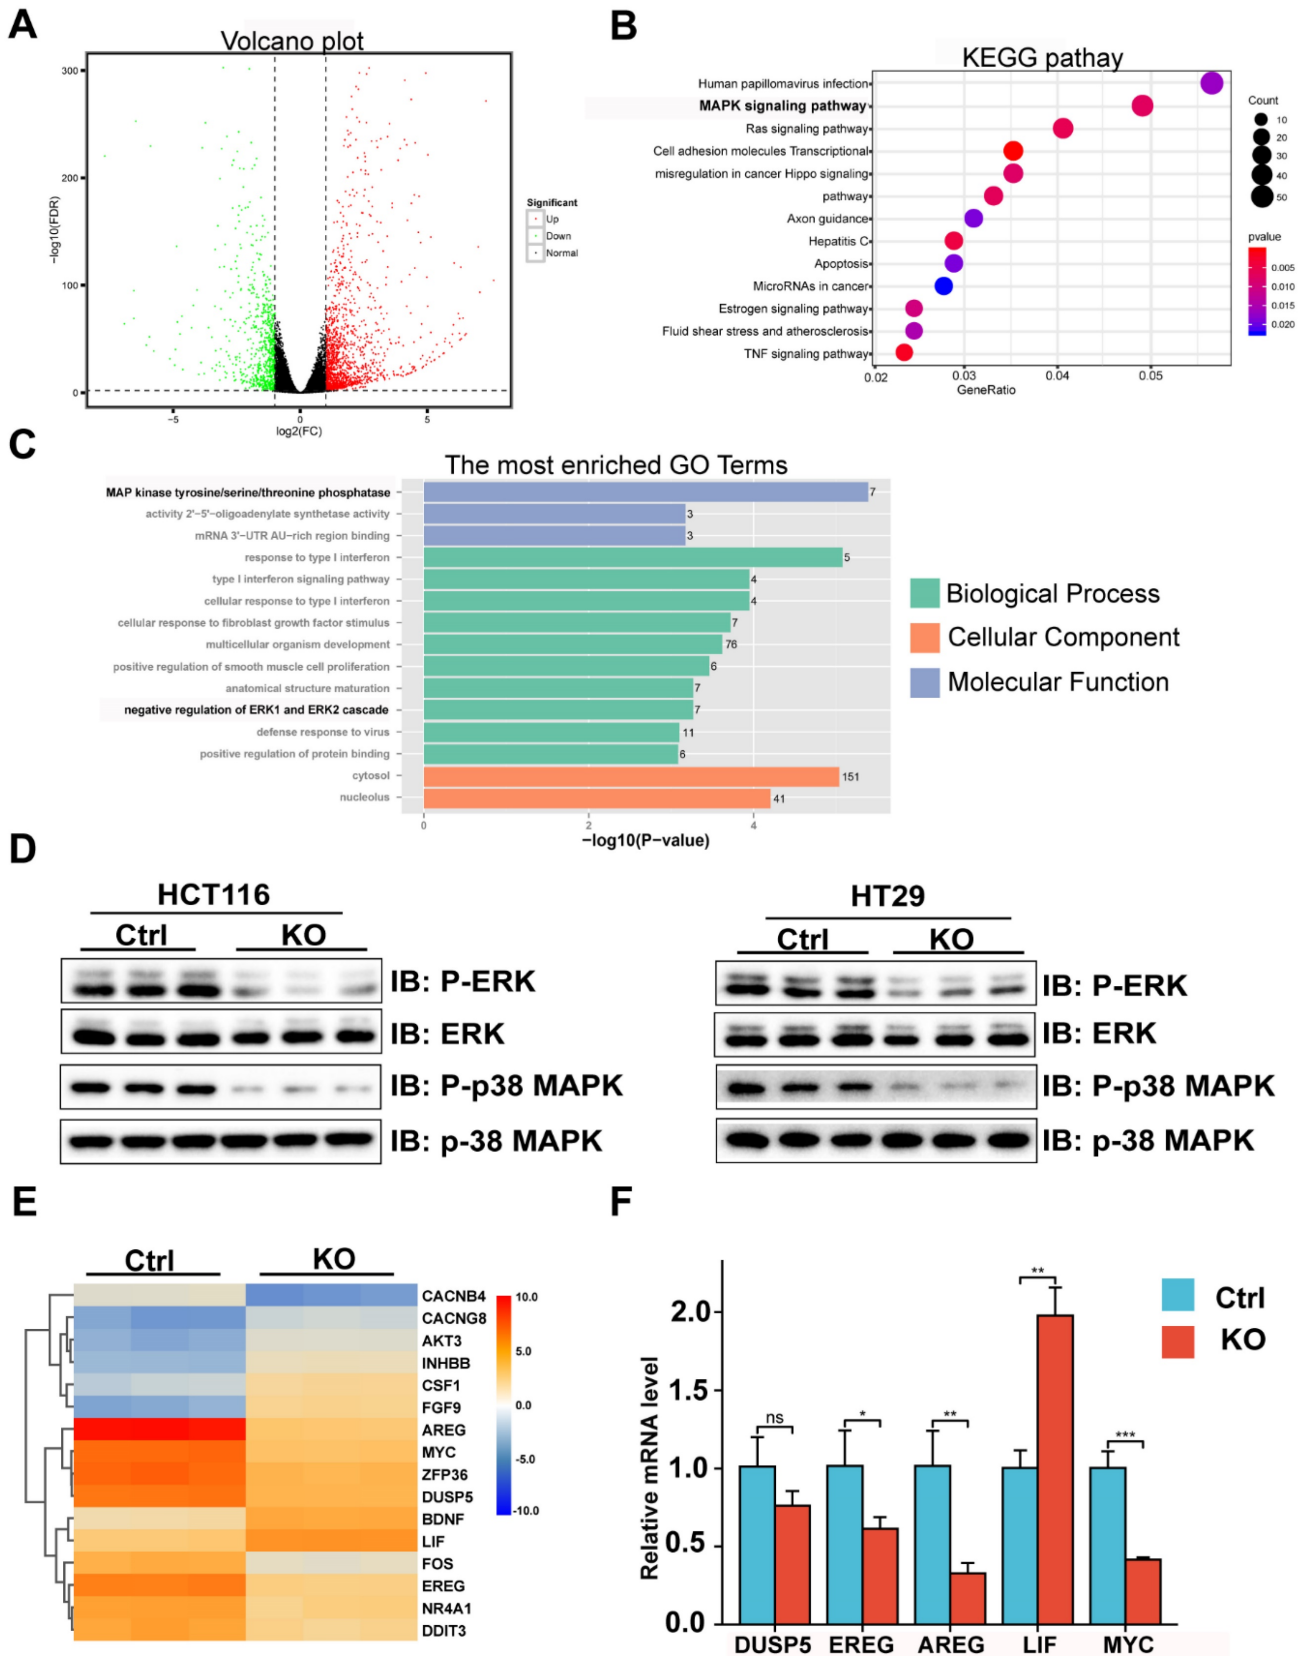 A
Volcano plot
300
200
100
0
−log10(FDR)
−5
0
5
log2(FC)
Significant
Up
Down
Normal
B
KEGG pathay
Human papillomavirus infection
MAPK signaling pathway
Ras signaling pathway
Cell adhesion molecules Transcriptional
misregulation in cancer Hippo signaling
pathway
Axon guidance
Hepatitis C
Apoptosis
MicroRNAs in cancer
Estrogen signaling pathway
Fluid shear stress and atherosclerosis
TNF signaling pathway
0.02 0.03 0.04 0.05
GeneRatio
Count
10
20
30
40
50
pvalue
0.005
0.010
0.015
0.020
C
The most enriched GO Terms
MAP kinase tyrosine/serine/threonine phosphatase 7
activity 2'−5'−oligoadenylate synthetase activity 3
mRNA 3'−UTR AU−rich region binding 3
response to type I interferon 5
type I interferon signaling pathway 4
cellular response to type I interferon 4
cellular response to fibroblast growth factor stimulus 7
multicellular organism development 76
positive regulation of smooth muscle cell proliferation 6
anatomical structure maturation 7
negative regulation of ERK1 and ERK2 cascade 7
defense response to virus 11
positive regulation of protein binding 6
cytosol 151
nucleolus 41
0 2 4
−log10(P−value)
Biological Process
Cellular Component
Molecular Function
D
HCT116
Ctrl KO
IB: P-ERK
IB: ERK
IB: P-p38 MAPK
IB: p-38 MAPK
HT29
Ctrl KO
IB: P-ERK
IB: ERK
IB: P-p38 MAPK
IB: p-38 MAPK
E
Ctrl KO
CACNB4
CACNG8
AKT3
INHBB
CSF1
FGF9
AREG
MYC
ZFP36
DUSP5
BDNF
LIF
FOS
EREG
NR4A1
DDIT3
10.0
5.0
0.0
-5.0
-10.0
F
Relative mRNA level
2.0
1.5
1.0
0.5
0.0
ns
*
**
**
***
DUSP5 EREG AREG LIF MYC
Ctrl
KO